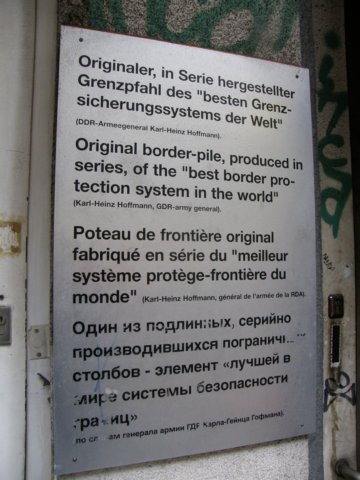 Originaler, in Serie hergestellter
Grenzpfahl des "besten Grenz-
sicherungssystems der Welt"
(DDR-Armeegeneral Karl-Heinz Hoffmann).
Original border-pile, produced in
series, of the "best border pro-
tection system in the world"
(Karl-Heinz Hoffmann, GDR-army general).
Poteau de frontière original
fabriqué en série du "meilleur
système protège-frontière du
monde" (Karl-Heinz Hoffmann, général de l'armée de la RDA).
Один из подлинных, серийно
производившихся пограничных
столбов - элемент «лучшей в
мире системы безопасности
границ»
(по словам генерала армии ГДР Карла-Гейнца Гофмана).